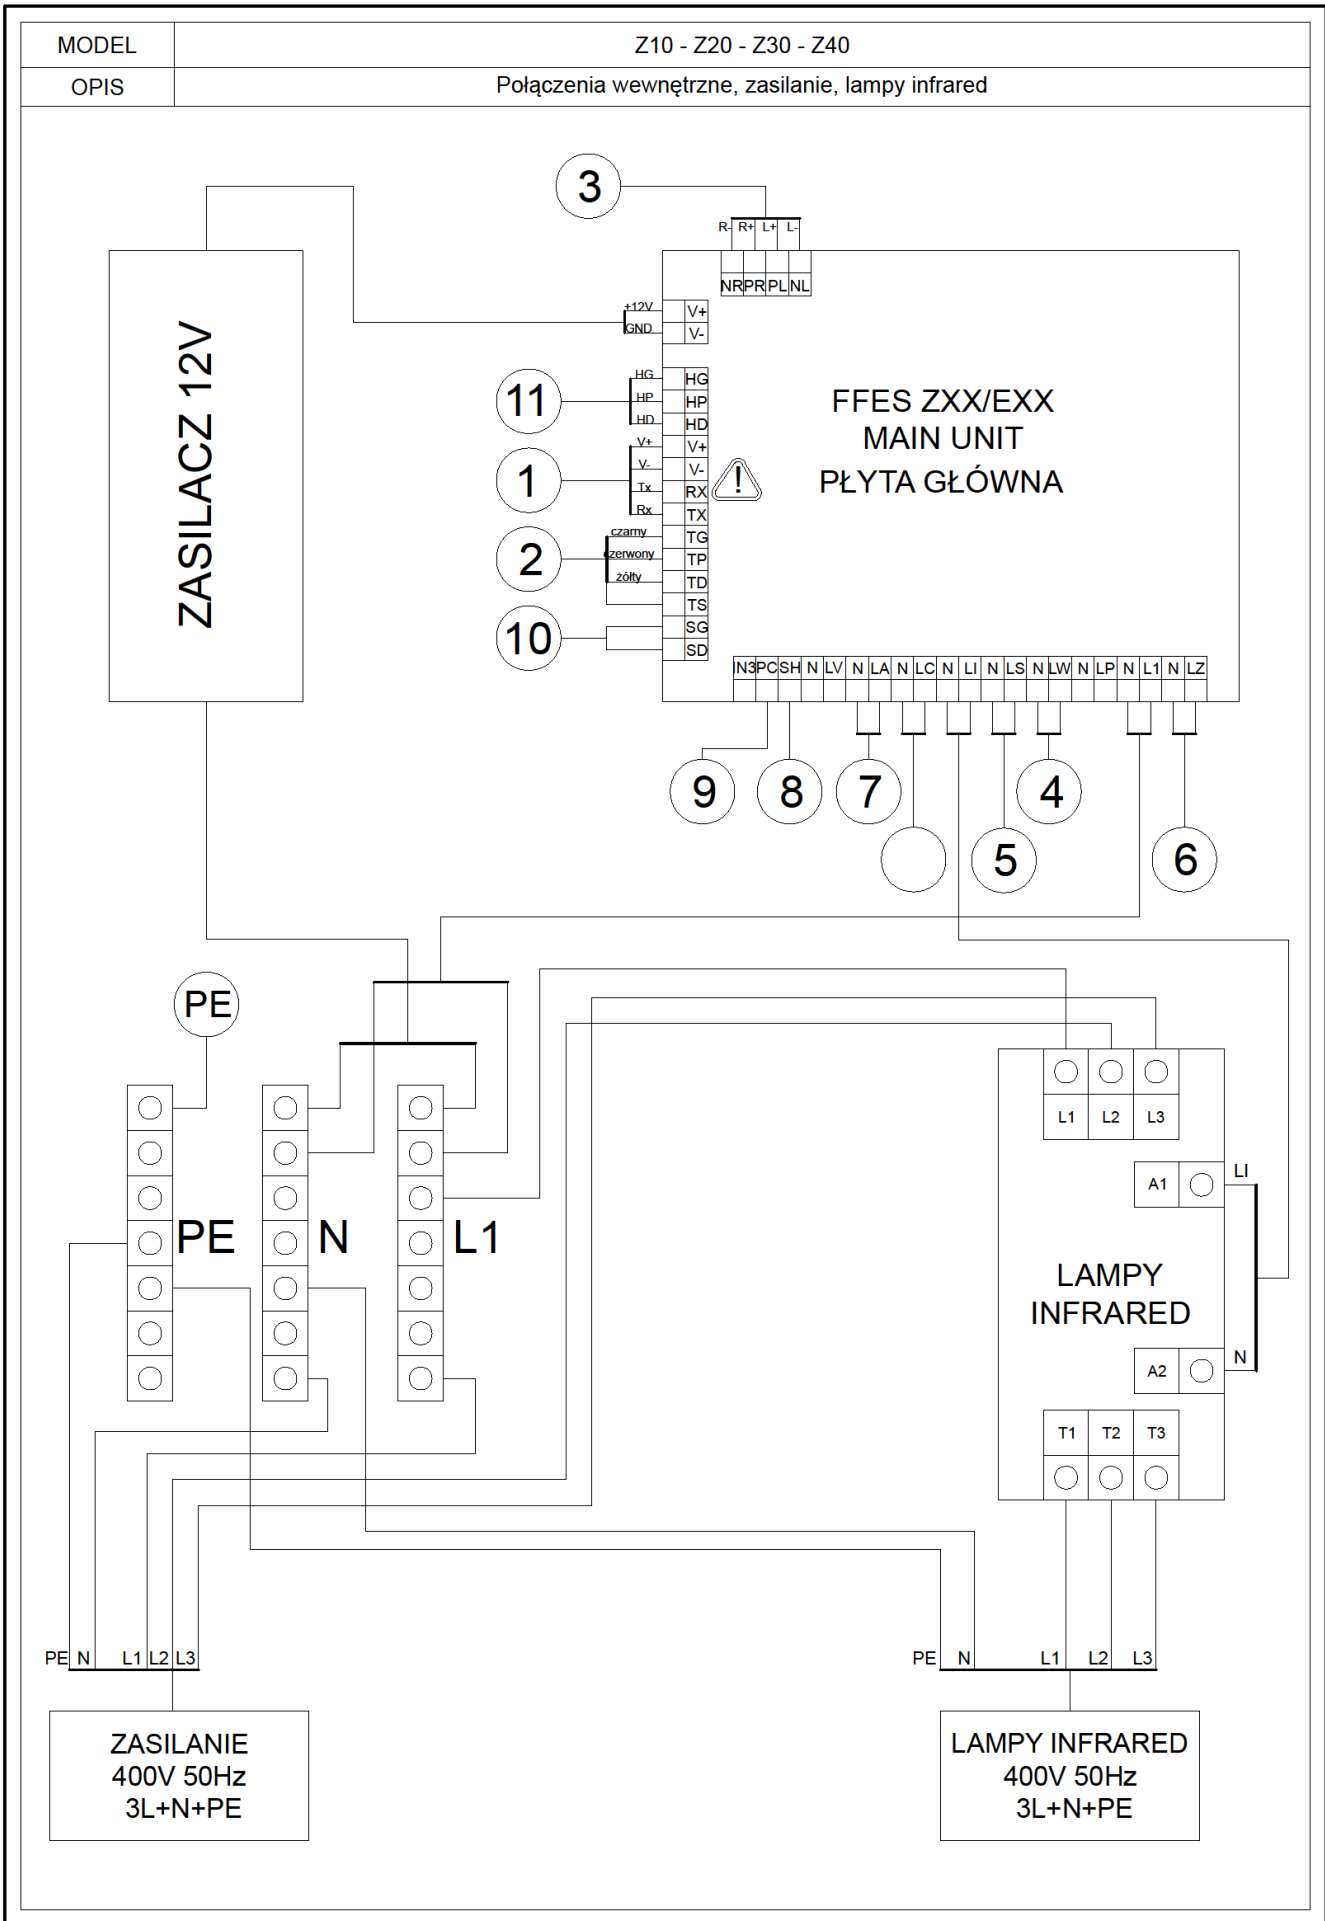 MODEL
Z10 - Z20 - Z30 - Z40
OPIS
Połączenia wewnętrzne, zasilanie, lampy infrared
3
R- R+ L+ L-
NR PR PL NL
ZASILACZ 12V
+12V V+
GND V-
FFES ZXX/EXX
MAIN UNIT
PŁYTA GŁÓWNA
!
11
HG HG
HP HP
HD HD
1
V+ V+
V- V-
Tx RX
Rx TX
2
czarny TG
czerwony TP
żółty TD
TS
10
SG
SD
IN3 PC SH N LV N LA N LC N LI N LS N LW N LP N L1 N LZ
9 8 7 4
5 6
PE
PE N L1
L1 L2 L3
A1 LI
LAMPY
INFRARED
A2 N
T1 T2 T3
PE N L1 L2 L3
ZASILANIE
400V 50Hz
3L+N+PE
PE N L1 L2 L3
LAMPY INFRARED
400V 50Hz
3L+N+PE